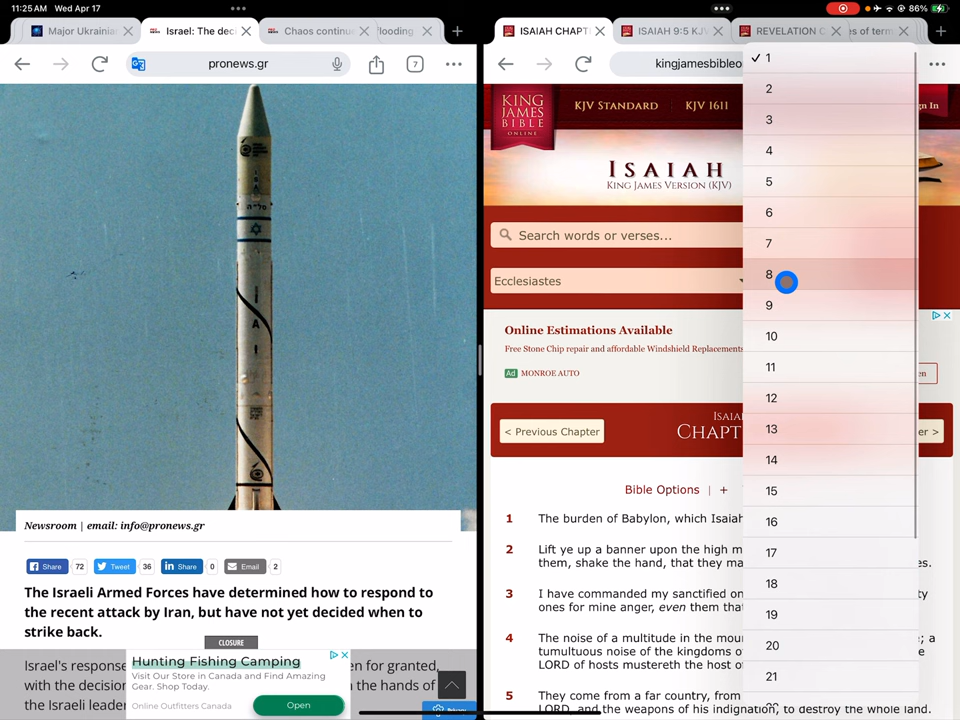 11:25 AM Wed Apr 17
86%
Major Ukrainia
Israel: The deci
Chaos continu
looding
pronews.gr
7
Newsroom | email: info@pronews.gr
Share 72 Tweet 36 Share 0 Email 2
The Israeli Armed Forces have determined how to respond to
the recent attack by Iran, but have not yet decided when to
strike back.
CLOSURE
Israel's response
en for granted,
with the decision
the hands of
the Israeli leader
Hunting Fishing Camping
Visit Our Store in Canada and Find Amazing
Gear. Shop Today.
Online Outfitters Canada
Open
ISAIAH CHAPT
ISAIAH 9:5 KJV
REVELATION C
es of term
kingjamesbibleo
KING
JAMES
BIBLE
ONLINE
KJV STANDARD
KJV 1611
gn In
ISAIAH
KING JAMES VERSION (KJV)
Search words or verses...
Ecclesiastes
Online Estimations Available
Free Stone Chip repair and affordable Windshield Replacements
Ad MONROE AUTO
en
< Previous Chapter
ISAIA
CHAPT
er >
Bible Options | +
1 The burden of Babylon, which Isaiah
2 Lift ye up a banner upon the high m
them, shake the hand, that they ma
es.
3 I have commanded my sanctified on
ty
ones for mine anger, even them that
4 The noise of a multitude in the mou
; a
tumultuous noise of the kingdoms o
e
LORD of hosts mustereth the host o
5 They come from a far country, from
LORD, and the weapons of his indignation, to destroy the whole land.
✓ 1
2
3
4
5
6
7
8
9
10
11
12
13
14
15
16
17
18
19
20
21
22